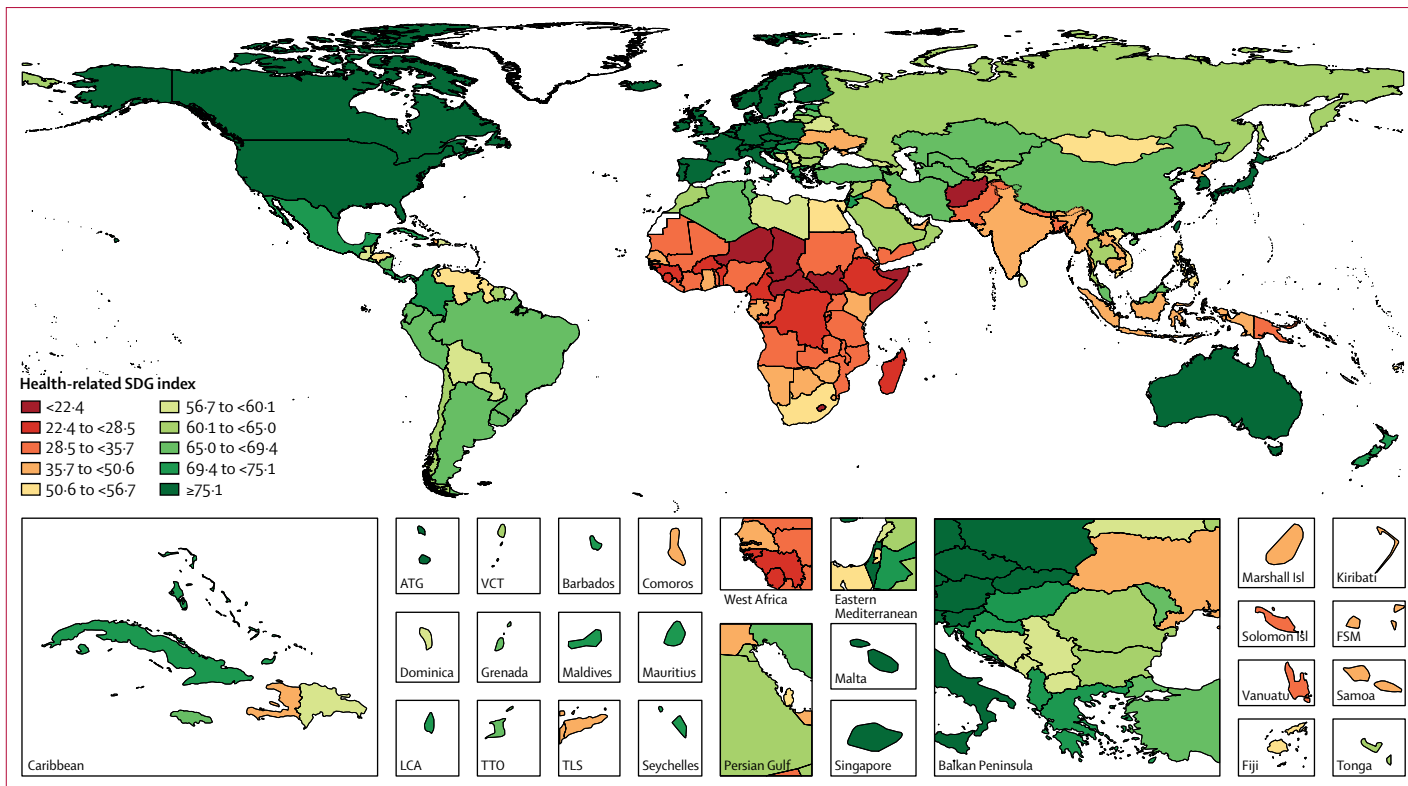 Health-related SDG index
<22·4
22·4 to <28·5
28·5 to <35·7
35·7 to <50·6
50·6 to <56·7
56·7 to <60·1
60·1 to <65·0
65·0 to <69·4
69·4 to <75·1
≥75·1
Caribbean
ATG
VCT
Barbados
Comoros
West Africa
Eastern
Mediterranean
Dominica
Grenada
Maldives
Mauritius
Malta
LCA
TTO
TLS
Seychelles
Persian Gulf
Singapore
Balkan Peninsula
Marshall Isl
Kiribati
Solomon Isl
FSM
Vanuatu
Samoa
Fiji
Tonga